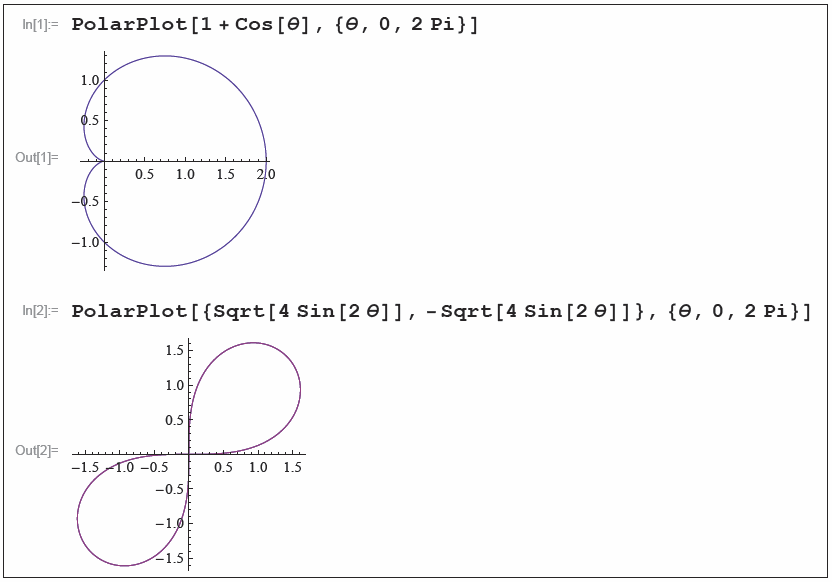 In[1]:= PolarPlot[1 + Cos[θ], {θ, 0, 2 Pi}]
1.0
0.5
Out[1]=
0.5 1.0 1.5 2.0
−0.5
−1.0
In[2]:= PolarPlot[{Sqrt[4 Sin[2 θ]], -Sqrt[4 Sin[2 θ]]}, {θ, 0, 2 Pi}]
1.5
1.0
0.5
Out[2]=
−1.5 −1.0 −0.5 0.5 1.0 1.5
−0.5
−1.0
−1.5